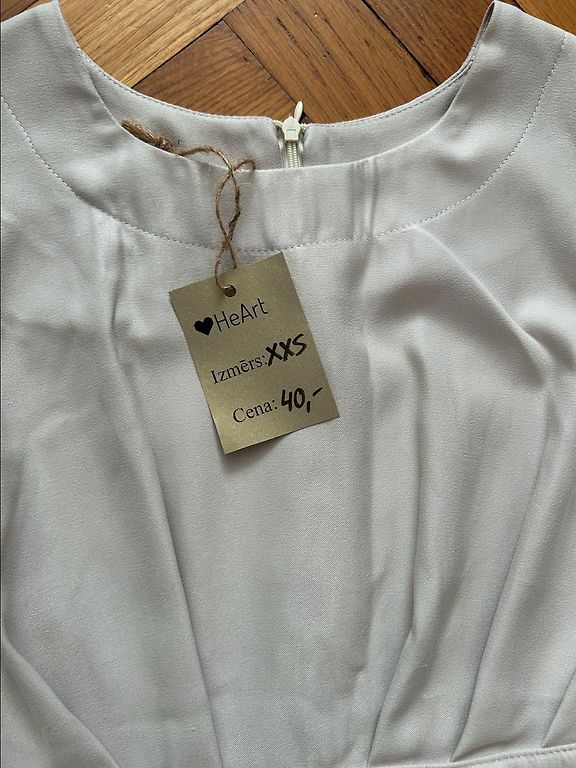 ♥HeArt
Izmērs: XXS
Cena: 40,-